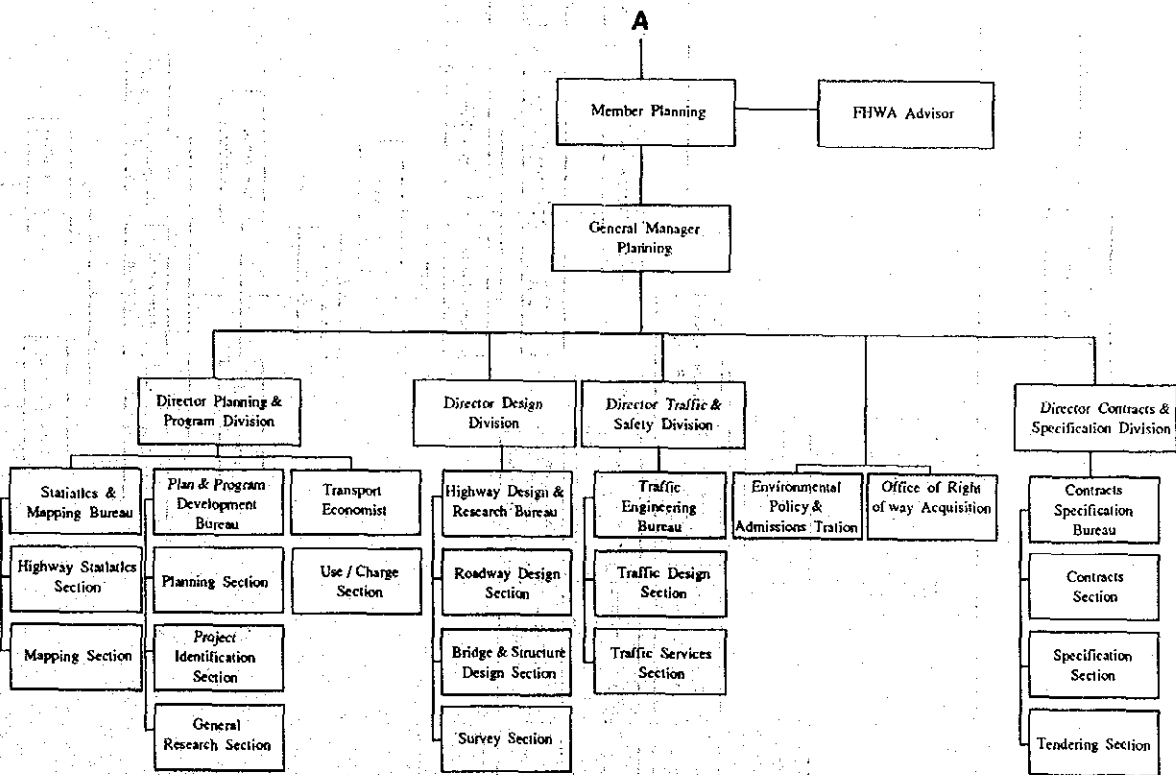 A
Member Planning
FHWA Advisor
General Manager
Planning
Director Planning &
Program Division
Director Design
Division
Director Traffic &
Safety Division
Director Contracts &
Specification Division
Statistics &
Mapping Bureau
Highway Statistics
Section
Mapping Section
Plan & Program
Development
Bureau
Planning Section
Project
Identification
Section
General
Research Section
Transport
Economist
Use / Charge
Section
Highway Design &
Research Bureau
Roadway Design
Section
Bridge & Structure
Design Section
Survey Section
Traffic
Engineering
Bureau
Traffic Design
Section
Traffic Services
Section
Environmental
Policy &
Admissions Tration
Office of Right
of way Acquisition
Contracts
Specification
Bureau
Contracts
Section
Specification
Section
Tendering Section